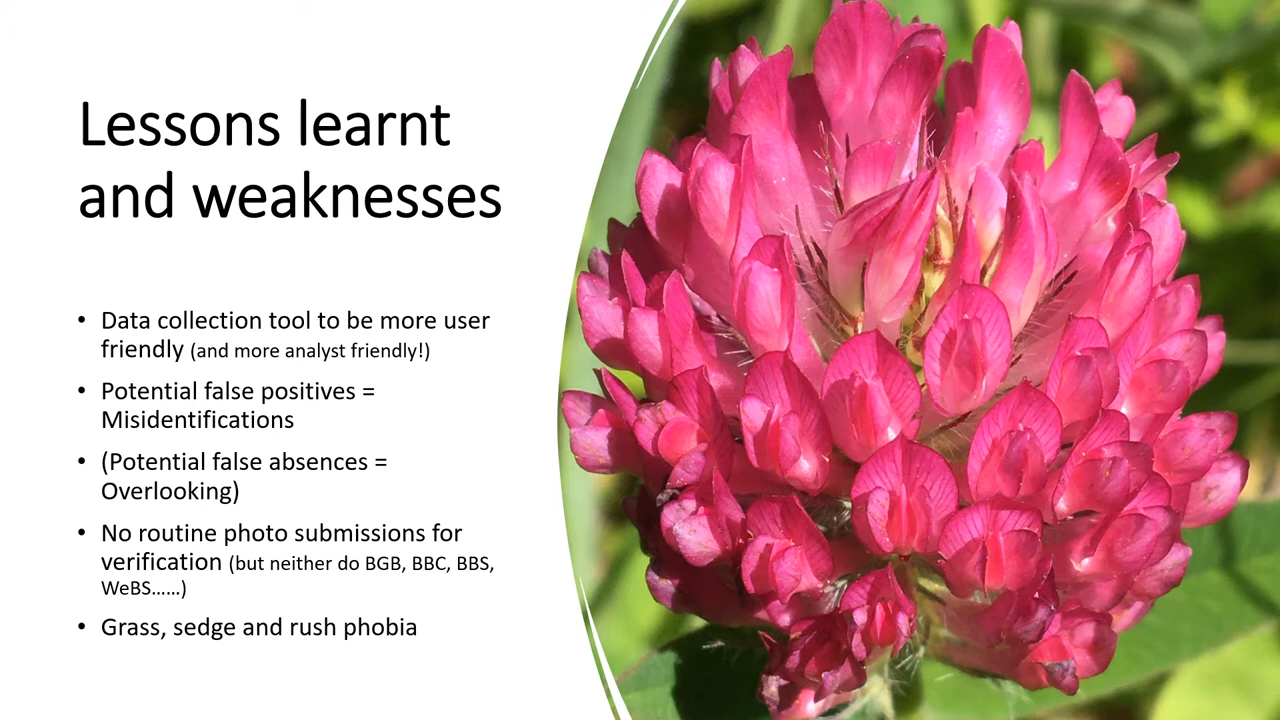 Lessons learnt
and weaknesses
• Data collection tool to be more user
friendly (and more analyst friendly!)
• Potential false positives =
Misidentifications
• (Potential false absences =
Overlooking)
• No routine photo submissions for
verification (but neither do BGB, BBC, BBS,
WeBS......)
• Grass, sedge and rush phobia